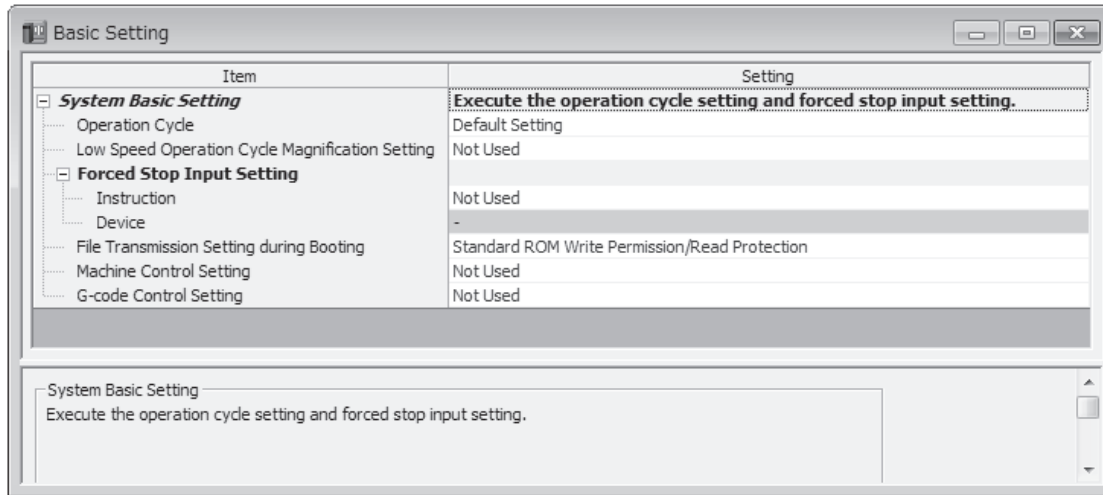 Basic Setting
Item Setting
System Basic Setting Execute the operation cycle setting and forced stop input setting.
Operation Cycle Default Setting
Low Speed Operation Cycle Magnification Setting Not Used
Forced Stop Input Setting
Instruction Not Used
Device -
File Transmission Setting during Booting Standard ROM Write Permission/Read Protection
Machine Control Setting Not Used
G-code Control Setting Not Used
System Basic Setting
Execute the operation cycle setting and forced stop input setting.